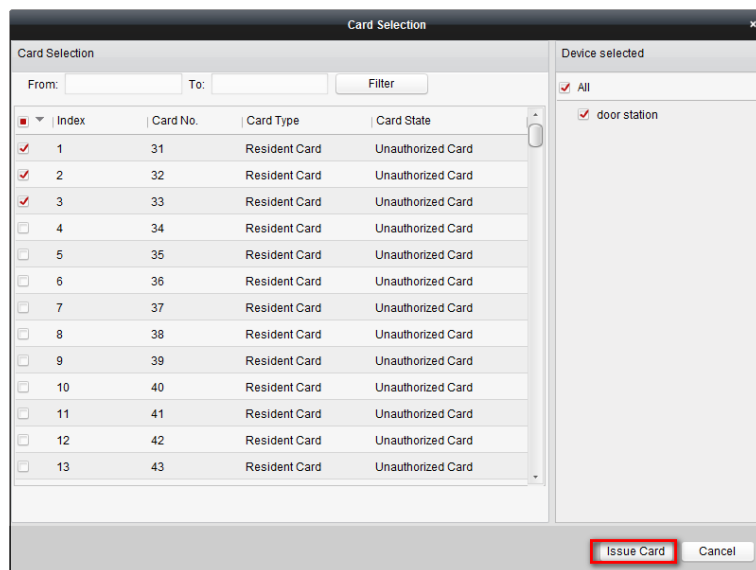 Card Selection ×
Card Selection
Device selected
From: To: Filter
All
door station
Index Card No. Card Type Card State
1 31 Resident Card Unauthorized Card
2 32 Resident Card Unauthorized Card
3 33 Resident Card Unauthorized Card
4 34 Resident Card Unauthorized Card
5 35 Resident Card Unauthorized Card
6 36 Resident Card Unauthorized Card
7 37 Resident Card Unauthorized Card
8 38 Resident Card Unauthorized Card
9 39 Resident Card Unauthorized Card
10 40 Resident Card Unauthorized Card
11 41 Resident Card Unauthorized Card
12 42 Resident Card Unauthorized Card
13 43 Resident Card Unauthorized Card
Issue Card Cancel